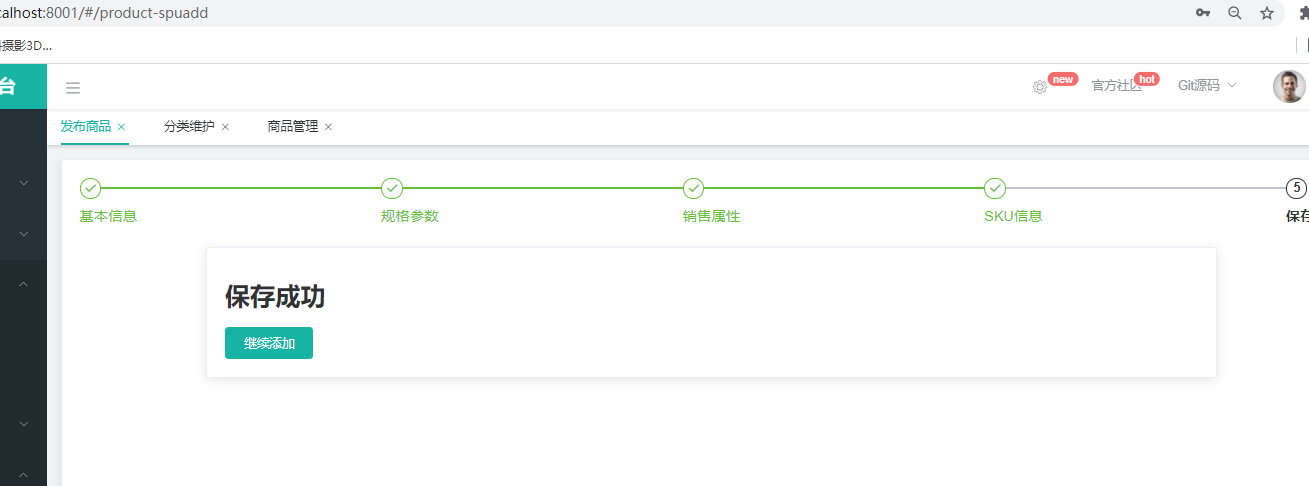 calhost:8001/#/product-spuadd
摄影3D...
台
new
官方社区
hot
Git源码
发布商品 ×
分类维护 ×
商品管理 ×
5
基本信息
规格参数
销售属性
SKU信息
保存
保存成功
继续添加